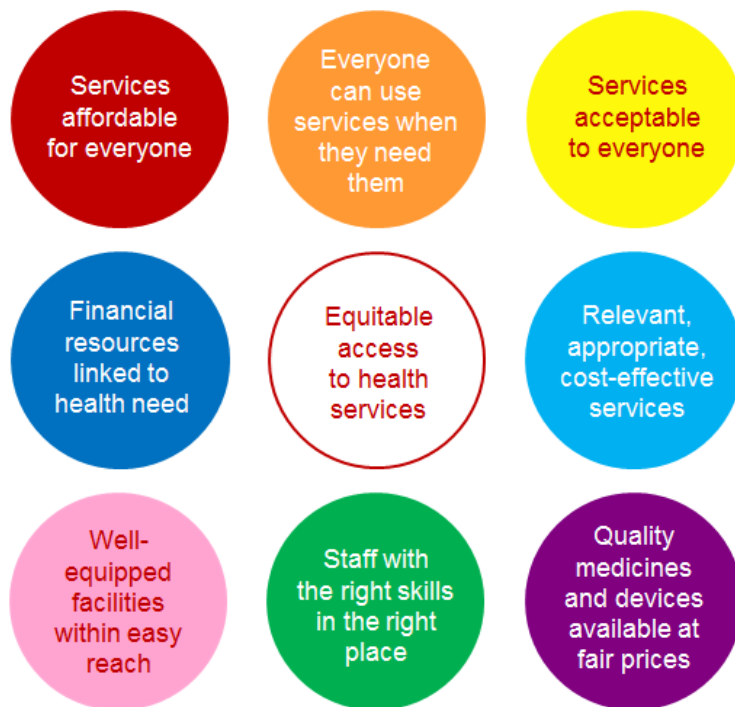 Services
affordable
for everyone
Everyone
can use
services when
they need
them
Services
acceptable
to everyone
Financial
resources
linked to
health need
Equitable
access
to health
services
Relevant,
appropriate,
cost-effective
services
Well-
equipped
facilities
within easy
reach
Staff with
the right skills
in the right
place
Quality
medicines
and devices
available at
fair prices